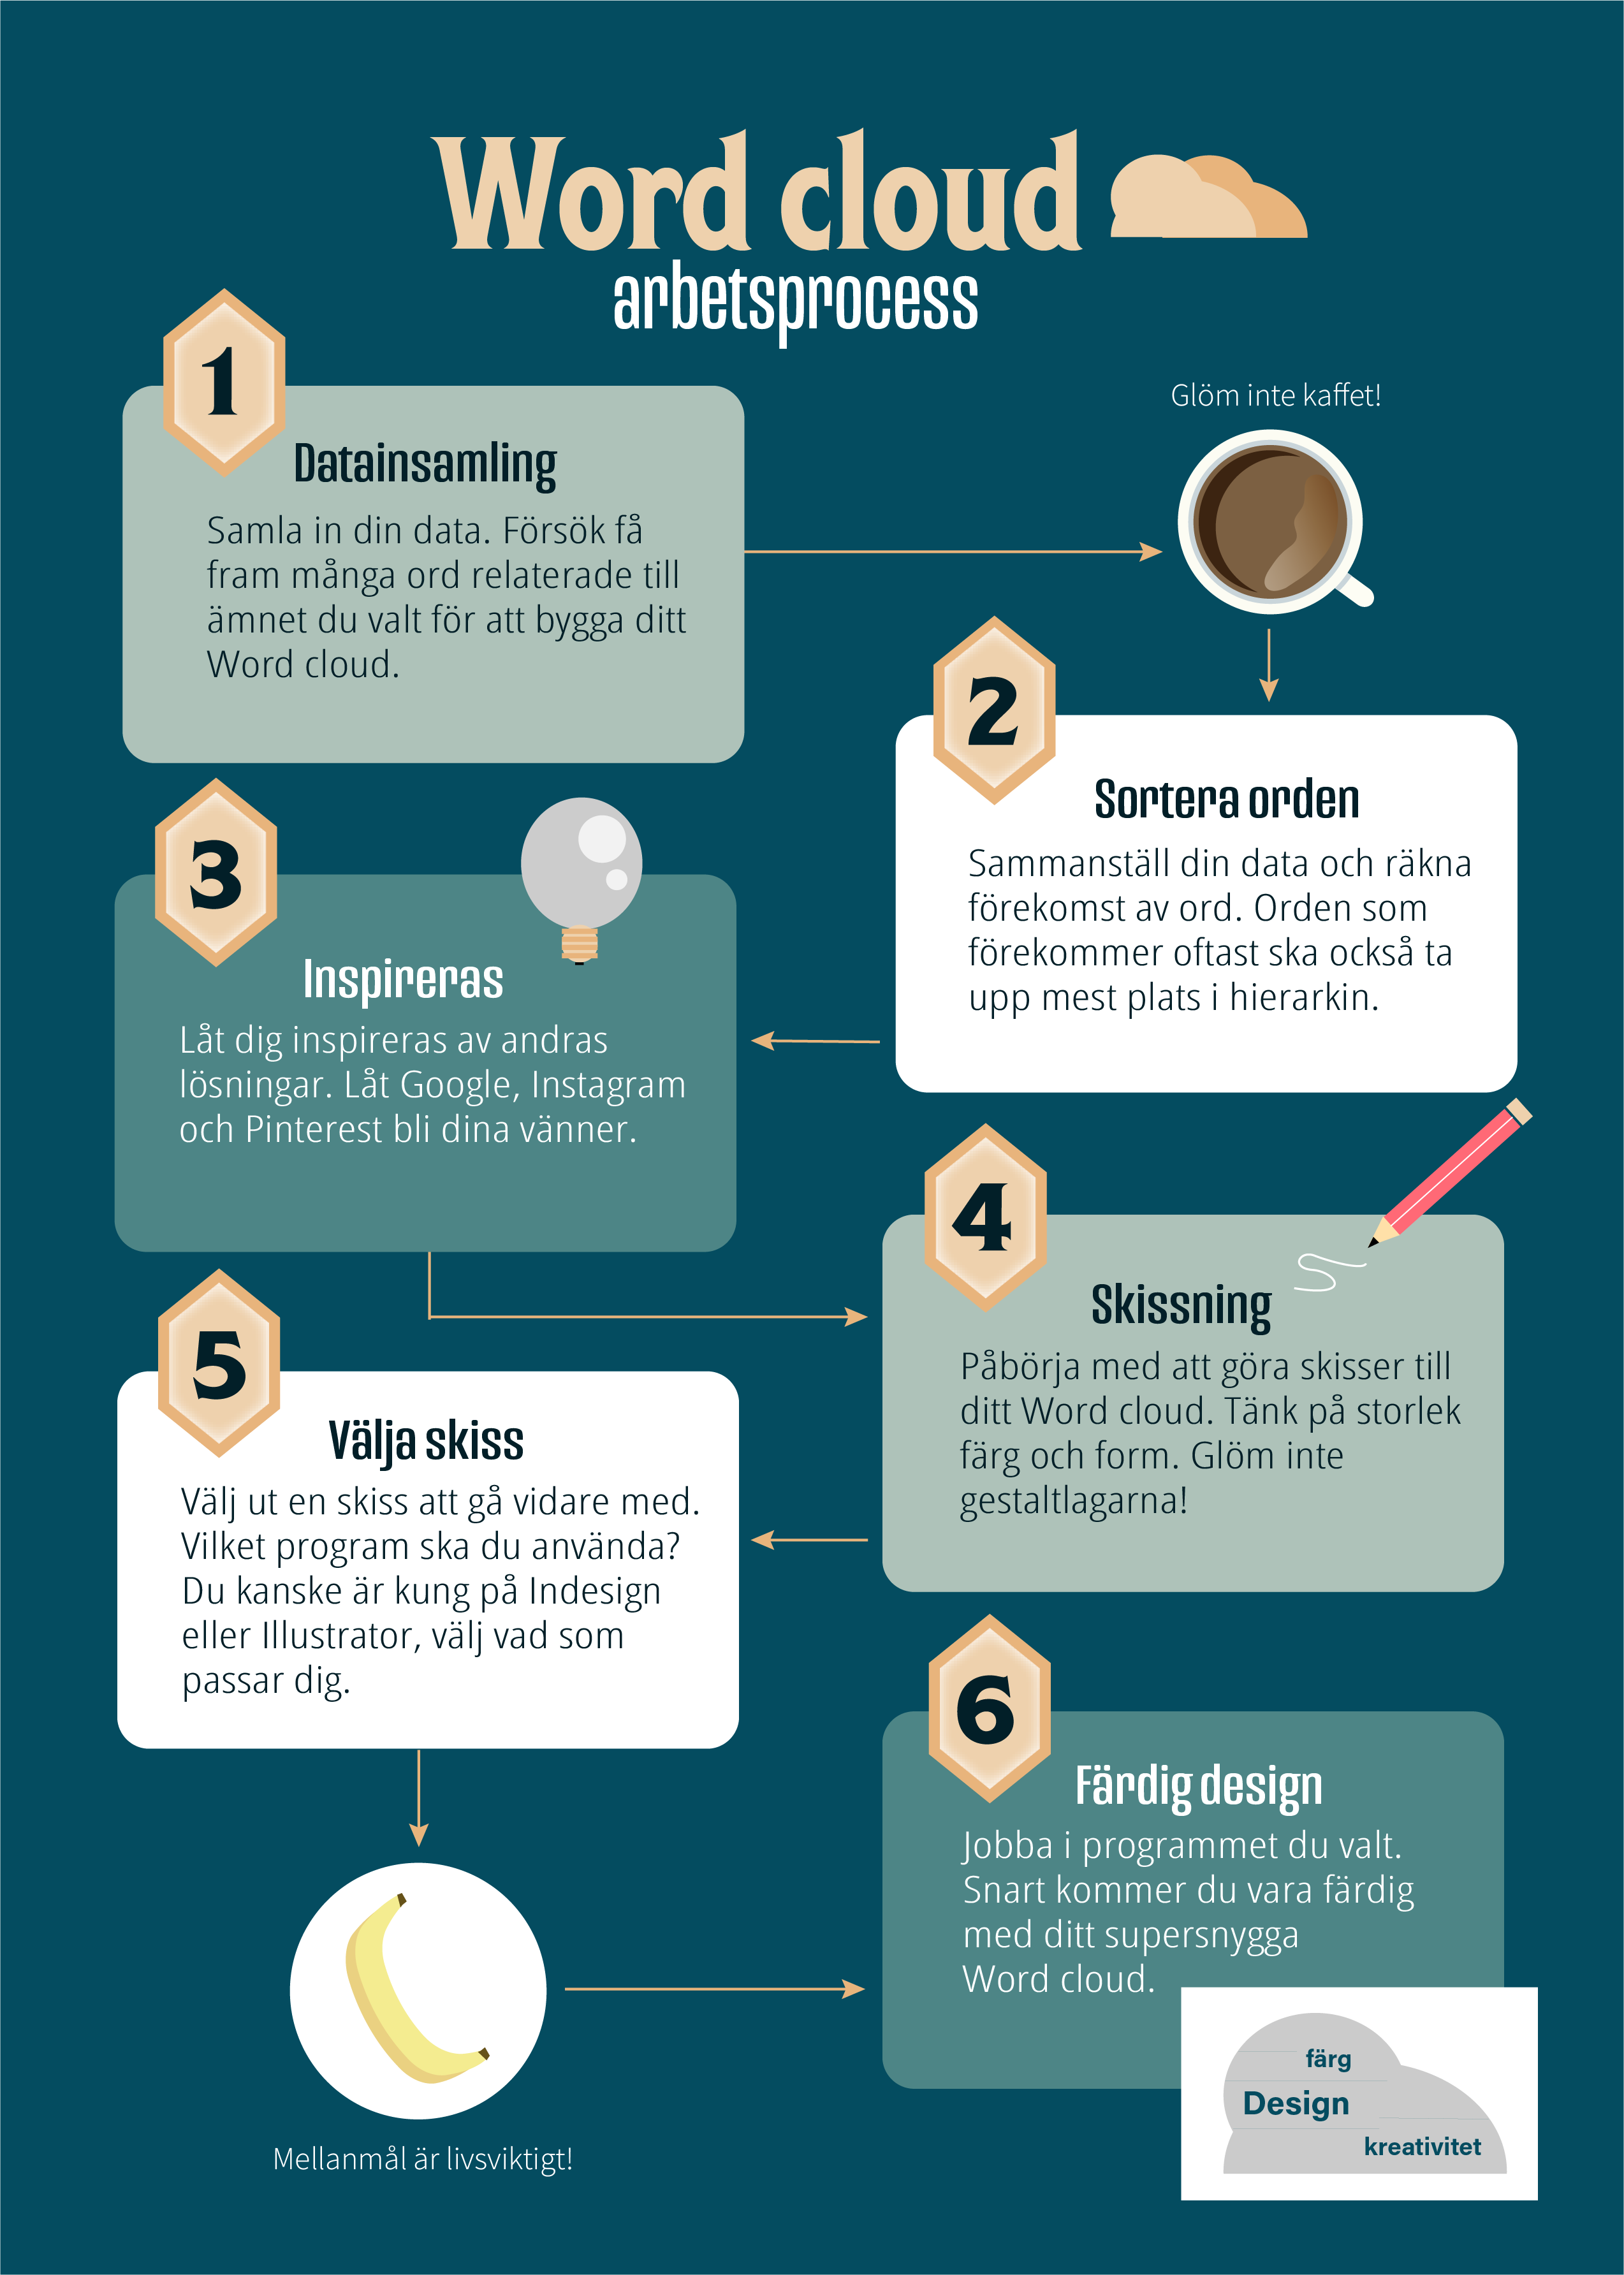 Word cloud
arbetsprocess
1
Datainsamling
Samla in din data. Försök få
fram många ord relaterade till
ämnet du valt för att bygga ditt
Word cloud.
Glöm inte kaffet!
2
Sortera orden
Sammanställ din data och räkna
förekomst av ord. Orden som
förekommer oftast ska också ta
upp mest plats i hierarkin.
3
Inspireras
Låt dig inspireras av andras
lösningar. Låt Google, Instagram
och Pinterest bli dina vänner.
4
Skissning
Påbörja med att göra skisser till
ditt Word cloud. Tänk på storlek
färg och form. Glöm inte
gestaltlagarna!
5
Välja skiss
Välj ut en skiss att gå vidare med.
Vilket program ska du använda?
Du kanske är kung på Indesign
eller Illustrator, välj vad som
passar dig.
Mellanmål är livsviktigt!
6
Färdig design
Jobba i programmet du valt.
Snart kommer du vara färdig
med ditt supersnygga
Word cloud.
färg
Design
kreativitet